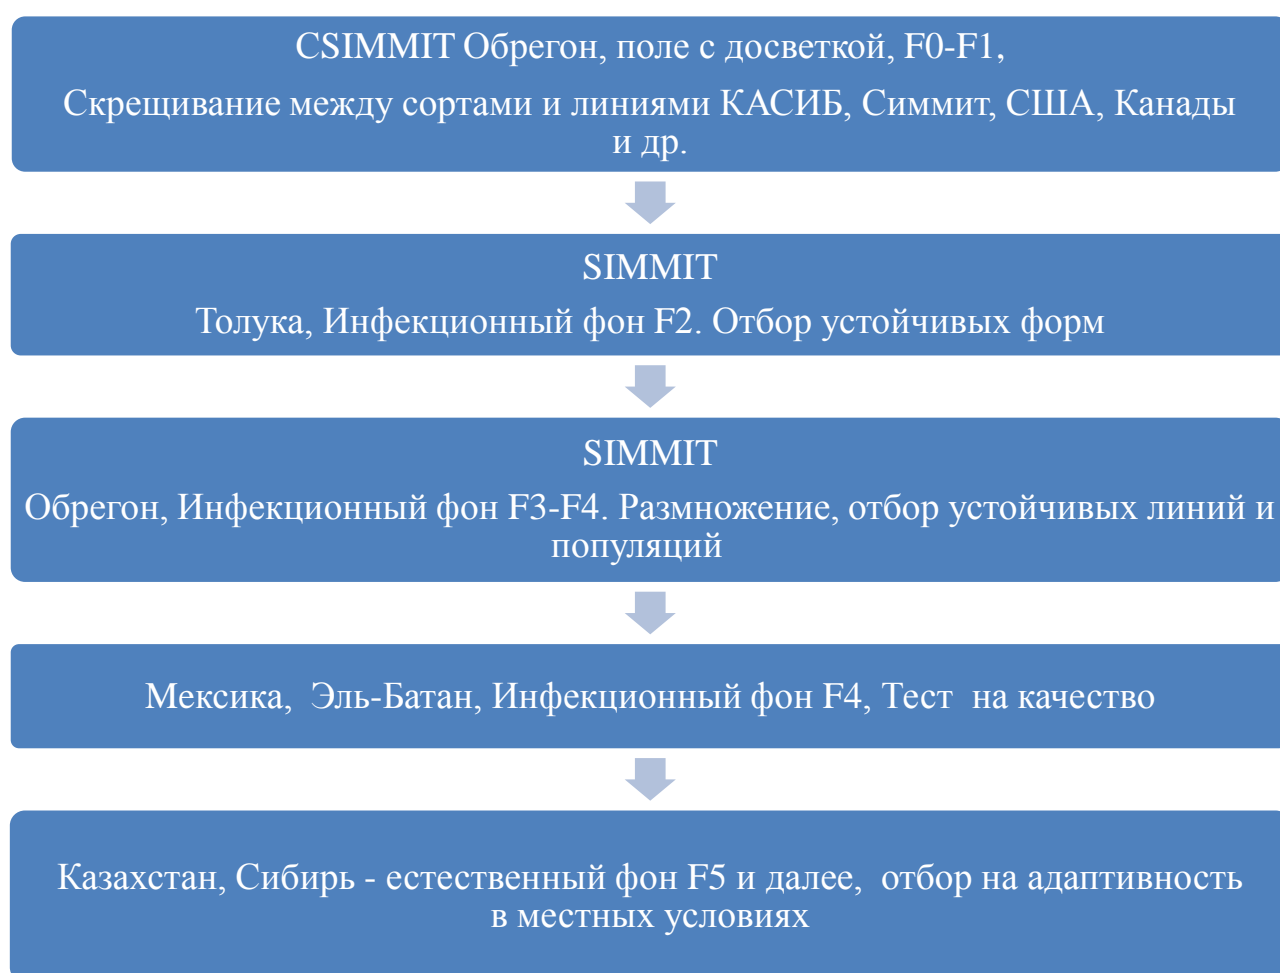 CSIMMIT Обрегон, поле с досветкой, F0-F1,
Скрещивание между сортами и линиями КАСИБ, Симмит, США, Канады
и др.
SIMMIT
Толука, Инфекционный фон F2. Отбор устойчивых форм
SIMMIT
Обрегон, Инфекционный фон F3-F4. Размножение, отбор устойчивых линий и
популяций
Мексика, Эль-Батан, Инфекционный фон F4, Тест на качество
Казахстан, Сибирь - естественный фон F5 и далее, отбор на адаптивность
в местных условиях